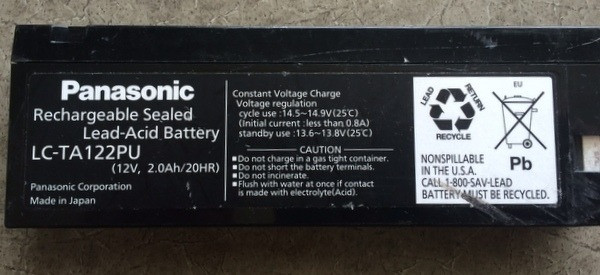 Panasonic
Rechargeable Sealed
Lead-Acid Battery
LC-TA122PU
(12V, 2.0Ah/20HR)
Panasonic Corporation
Made in Japan
Constant Voltage Charge
Voltage regulation
cycle use :14.5~14.9V(25℃)
(Initial current :less than 0.8A)
standby use :13.6~13.8V(25℃)
CAUTION
■Do not charge in a gas tight container.
■Do not short the battery terminals.
■Do not incinerate.
■Flush with water at once if contact
is made with electrolyte(Acid).
LEAD
RETURN
RECYCLE
NONSPILLABLE
IN THE U.S.A.
CALL 1-800-SAV-LEAD
BATTERY MUST BE RECYCLED.
EU
Pb